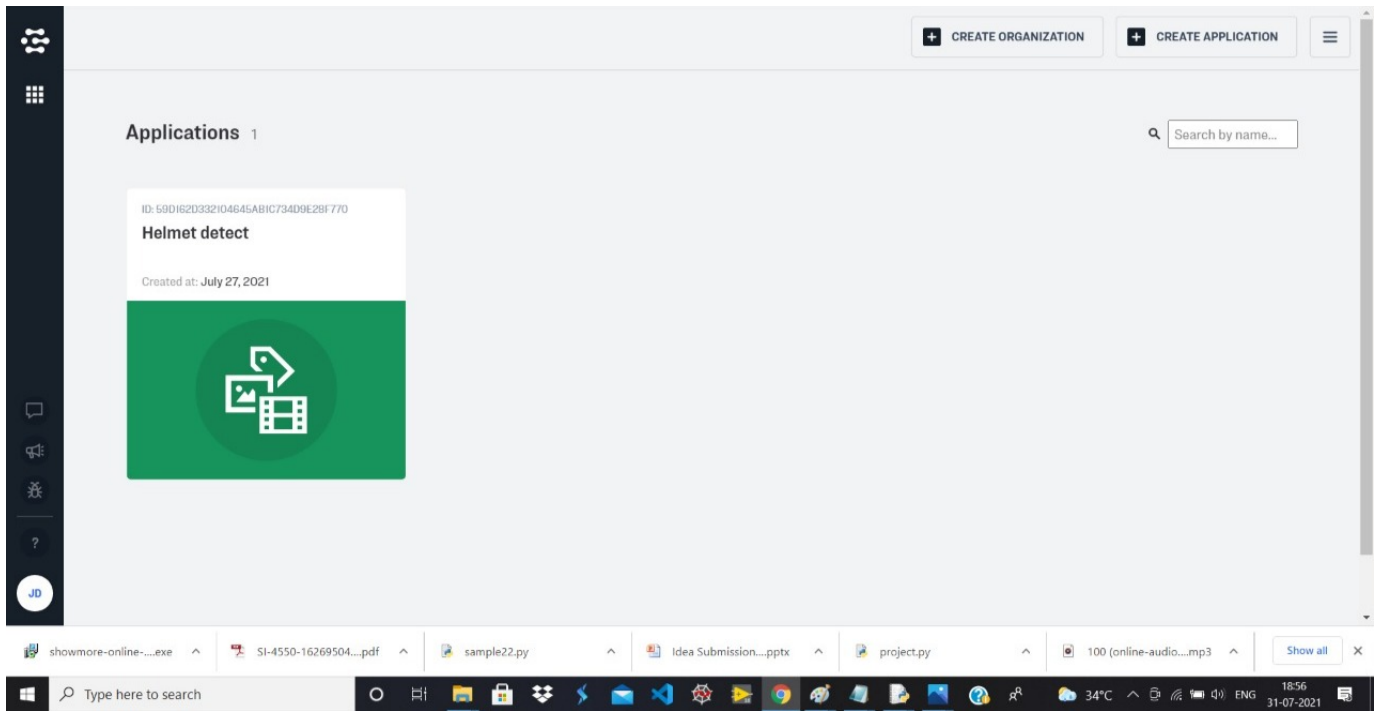 CREATE ORGANIZATION
CREATE APPLICATION
Applications 1
Search by name...
ID: 59D162D332104645AB1C734D9E28F770
Helmet detect
Created at: July 27, 2021
?
JD
showmore-online-....exe
SI-4550-16269504....pdf
sample22.py
Idea Submission....pptx
project.py
100 (online-audio....mp3
Show all
Type here to search
34°C
ENG
18:56
31-07-2021